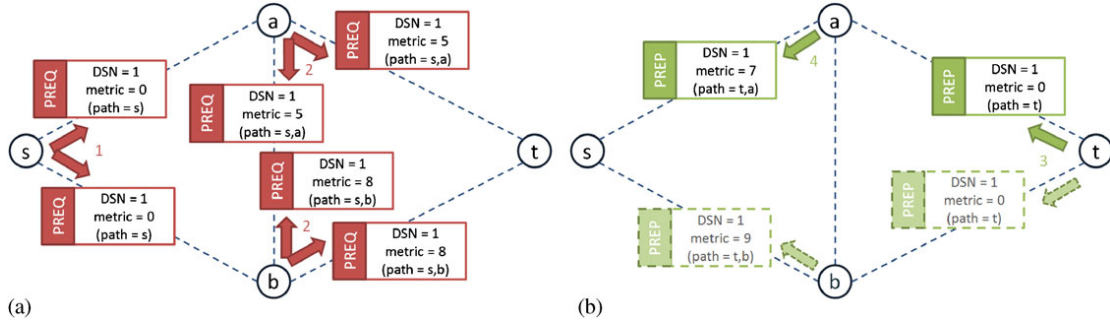 a
PREQ
DSN = 1
metric = 5
(path = s,a)
2
PREQ
DSN = 1
metric = 0
(path = s)
PREQ
DSN = 1
metric = 5
(path = s,a)
s
1
t
PREQ
DSN = 1
metric = 8
(path = s,b)
PREQ
DSN = 1
metric = 0
(path = s)
2
PREQ
DSN = 1
metric = 8
(path = s,b)
b
(a)
a
PREP
DSN = 1
metric = 7
(path = t,a)
4
PREP
DSN = 1
metric = 0
(path = t)
s
t
3
PREP
DSN = 1
metric = 0
(path = t)
PREP
DSN = 1
metric = 9
(path = t,b)
b
(b)